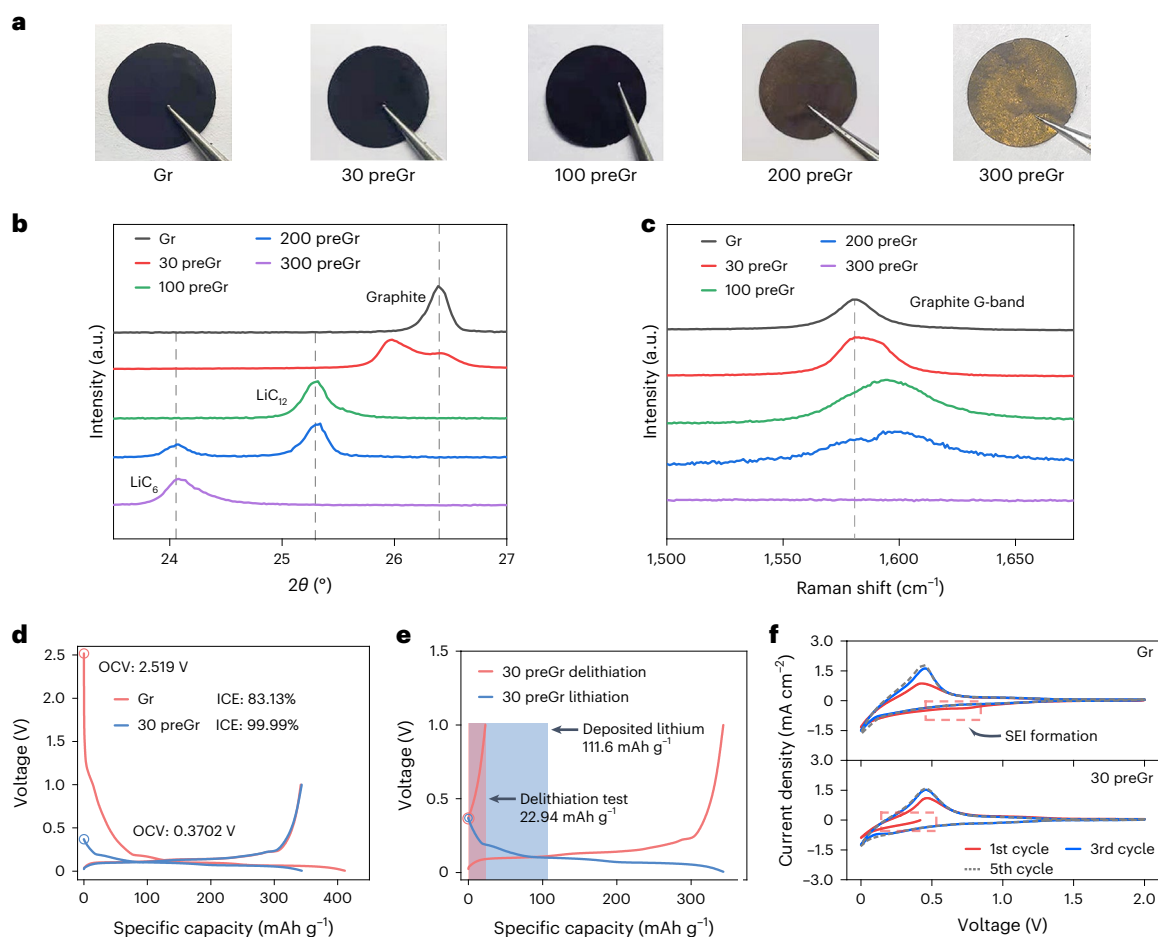 a
Gr
30 preGr
100 preGr
200 preGr
300 preGr
b
Gr
200 preGr
30 preGr
300 preGr
100 preGr
Graphite
LiC12
LiC6
Intensity (a.u.)
24
25
26
27
2θ (°)
c
Gr
200 preGr
30 preGr
300 preGr
100 preGr
Graphite G-band
Intensity (a.u.)
1,500
1,550
1,600
1,650
Raman shift (cm−1)
d
OCV: 2.519 V
Gr ICE: 83.13%
30 preGr ICE: 99.99%
OCV: 0.3702 V
Voltage (V)
2.5
2.0
1.5
1.0
0.5
0
0
100
200
300
400
Specific capacity (mAh g−1)
e
30 preGr delithiation
30 preGr lithiation
Deposited lithium
111.6 mAh g−1
Delithiation test
22.94 mAh g−1
Voltage (V)
1.5
1.0
0.5
0
0
100
200
300
Specific capacity (mAh g−1)
f
Gr
SEI formation
30 preGr
1st cycle
3rd cycle
5th cycle
Current density (mA cm−2)
3.0
1.5
0
−1.5
3.0
1.5
0
−1.5
−3.0
0
0.5
1.0
1.5
2.0
Voltage (V)